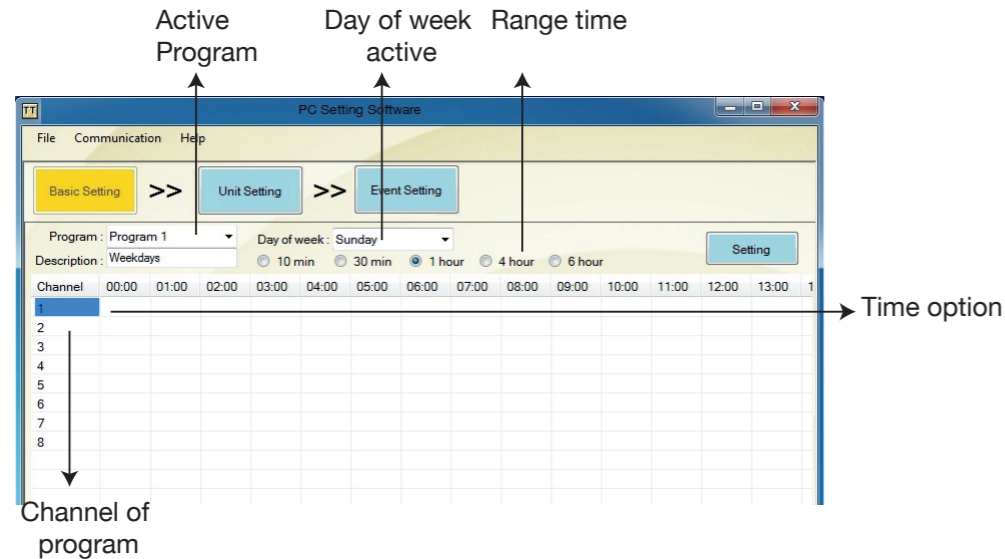 Active
Program
Day of week
active
Range time
TT
PC Setting Software
File Communication Help
Basic Setting >> Unit Setting >> Event Setting
Program : Program 1 Day of week : Sunday
Description : Weekdays 10 min 30 min 1 hour 4 hour 6 hour
Setting
Channel 00:00 01:00 02:00 03:00 04:00 05:00 06:00 07:00 08:00 09:00 10:00 11:00 12:00 13:00 1
1
Time option
2
3
4
5
6
7
8
Channel of
program